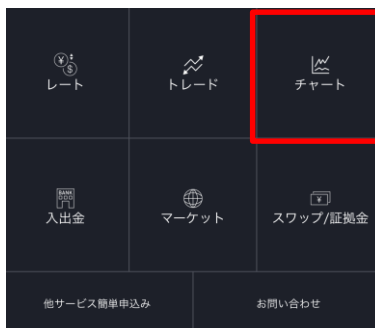 レート
トレード
チャート
BANK
入出金
マーケット
スワップ/証拠金
他サービス簡単申込み
お問い合わせ